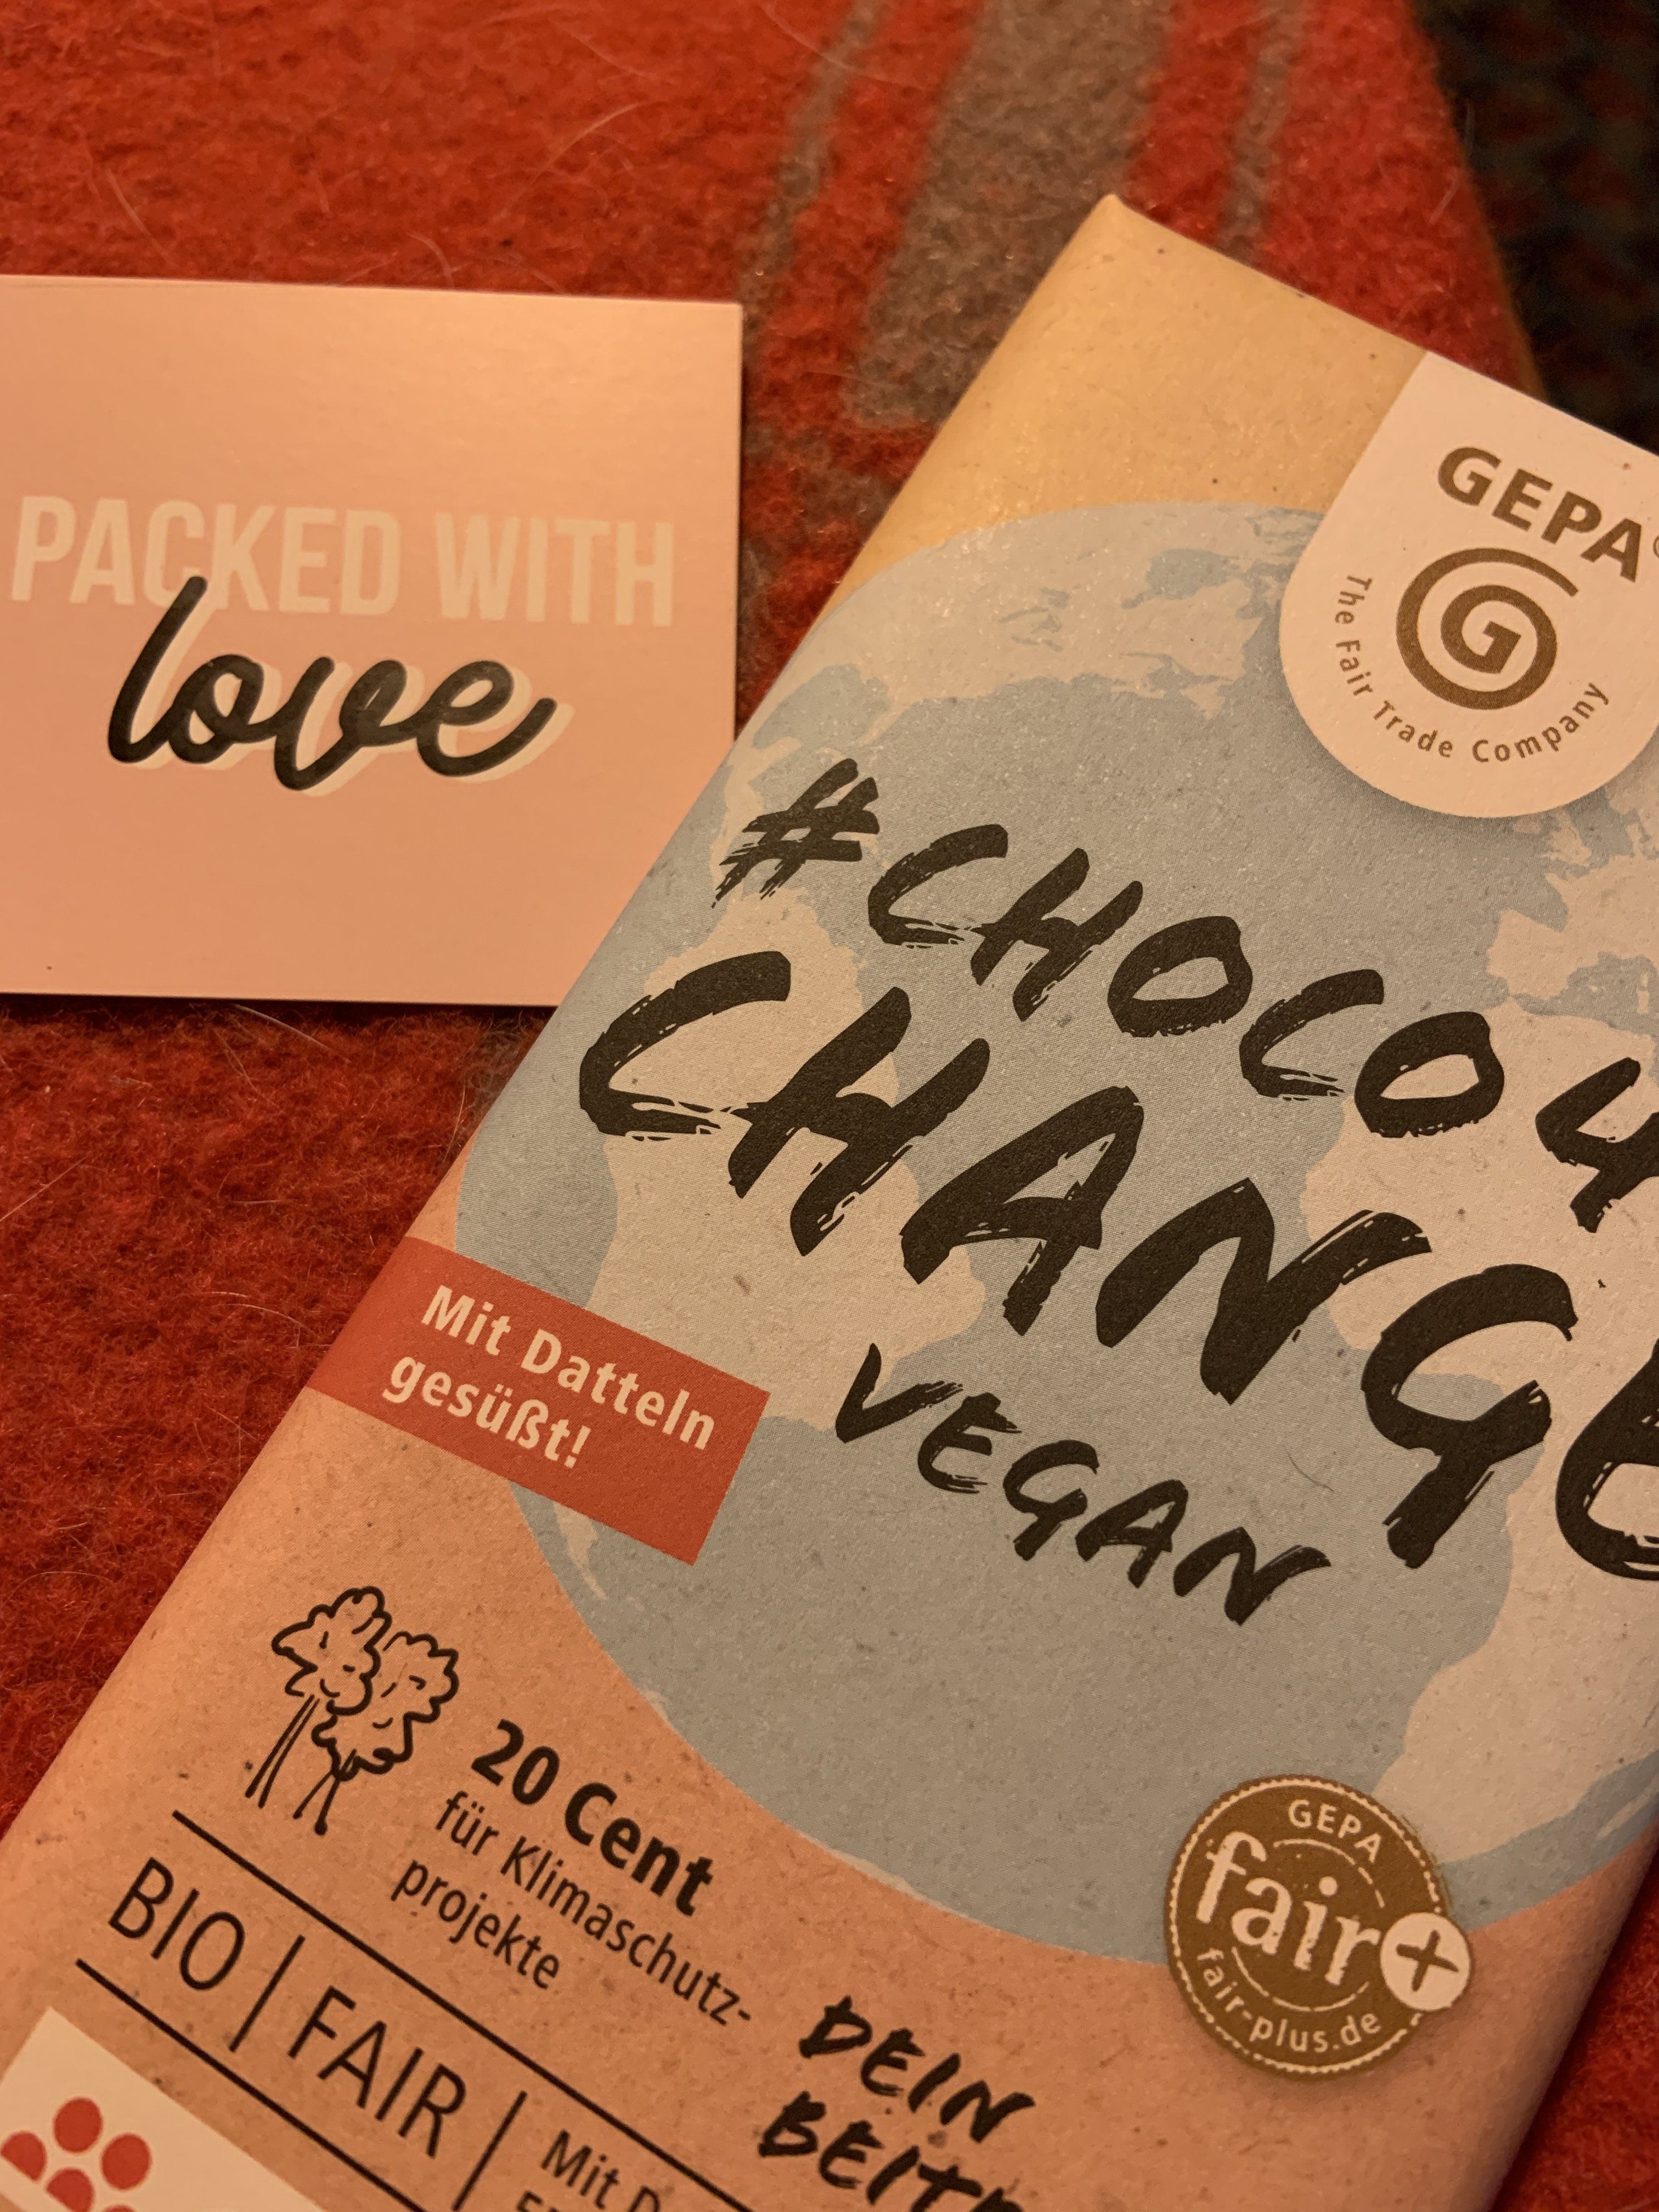 PACKED WITH
love
GEPA
The Fair Trade Company
#CHOCO4
CHANGE
VEGAN
Mit Datteln
gesüßt!
20 Cent
für Klimaschutz-
projekte
BIO | FAIR |
Mit D
GEPA
fair+
fair-plus.de
DEIN